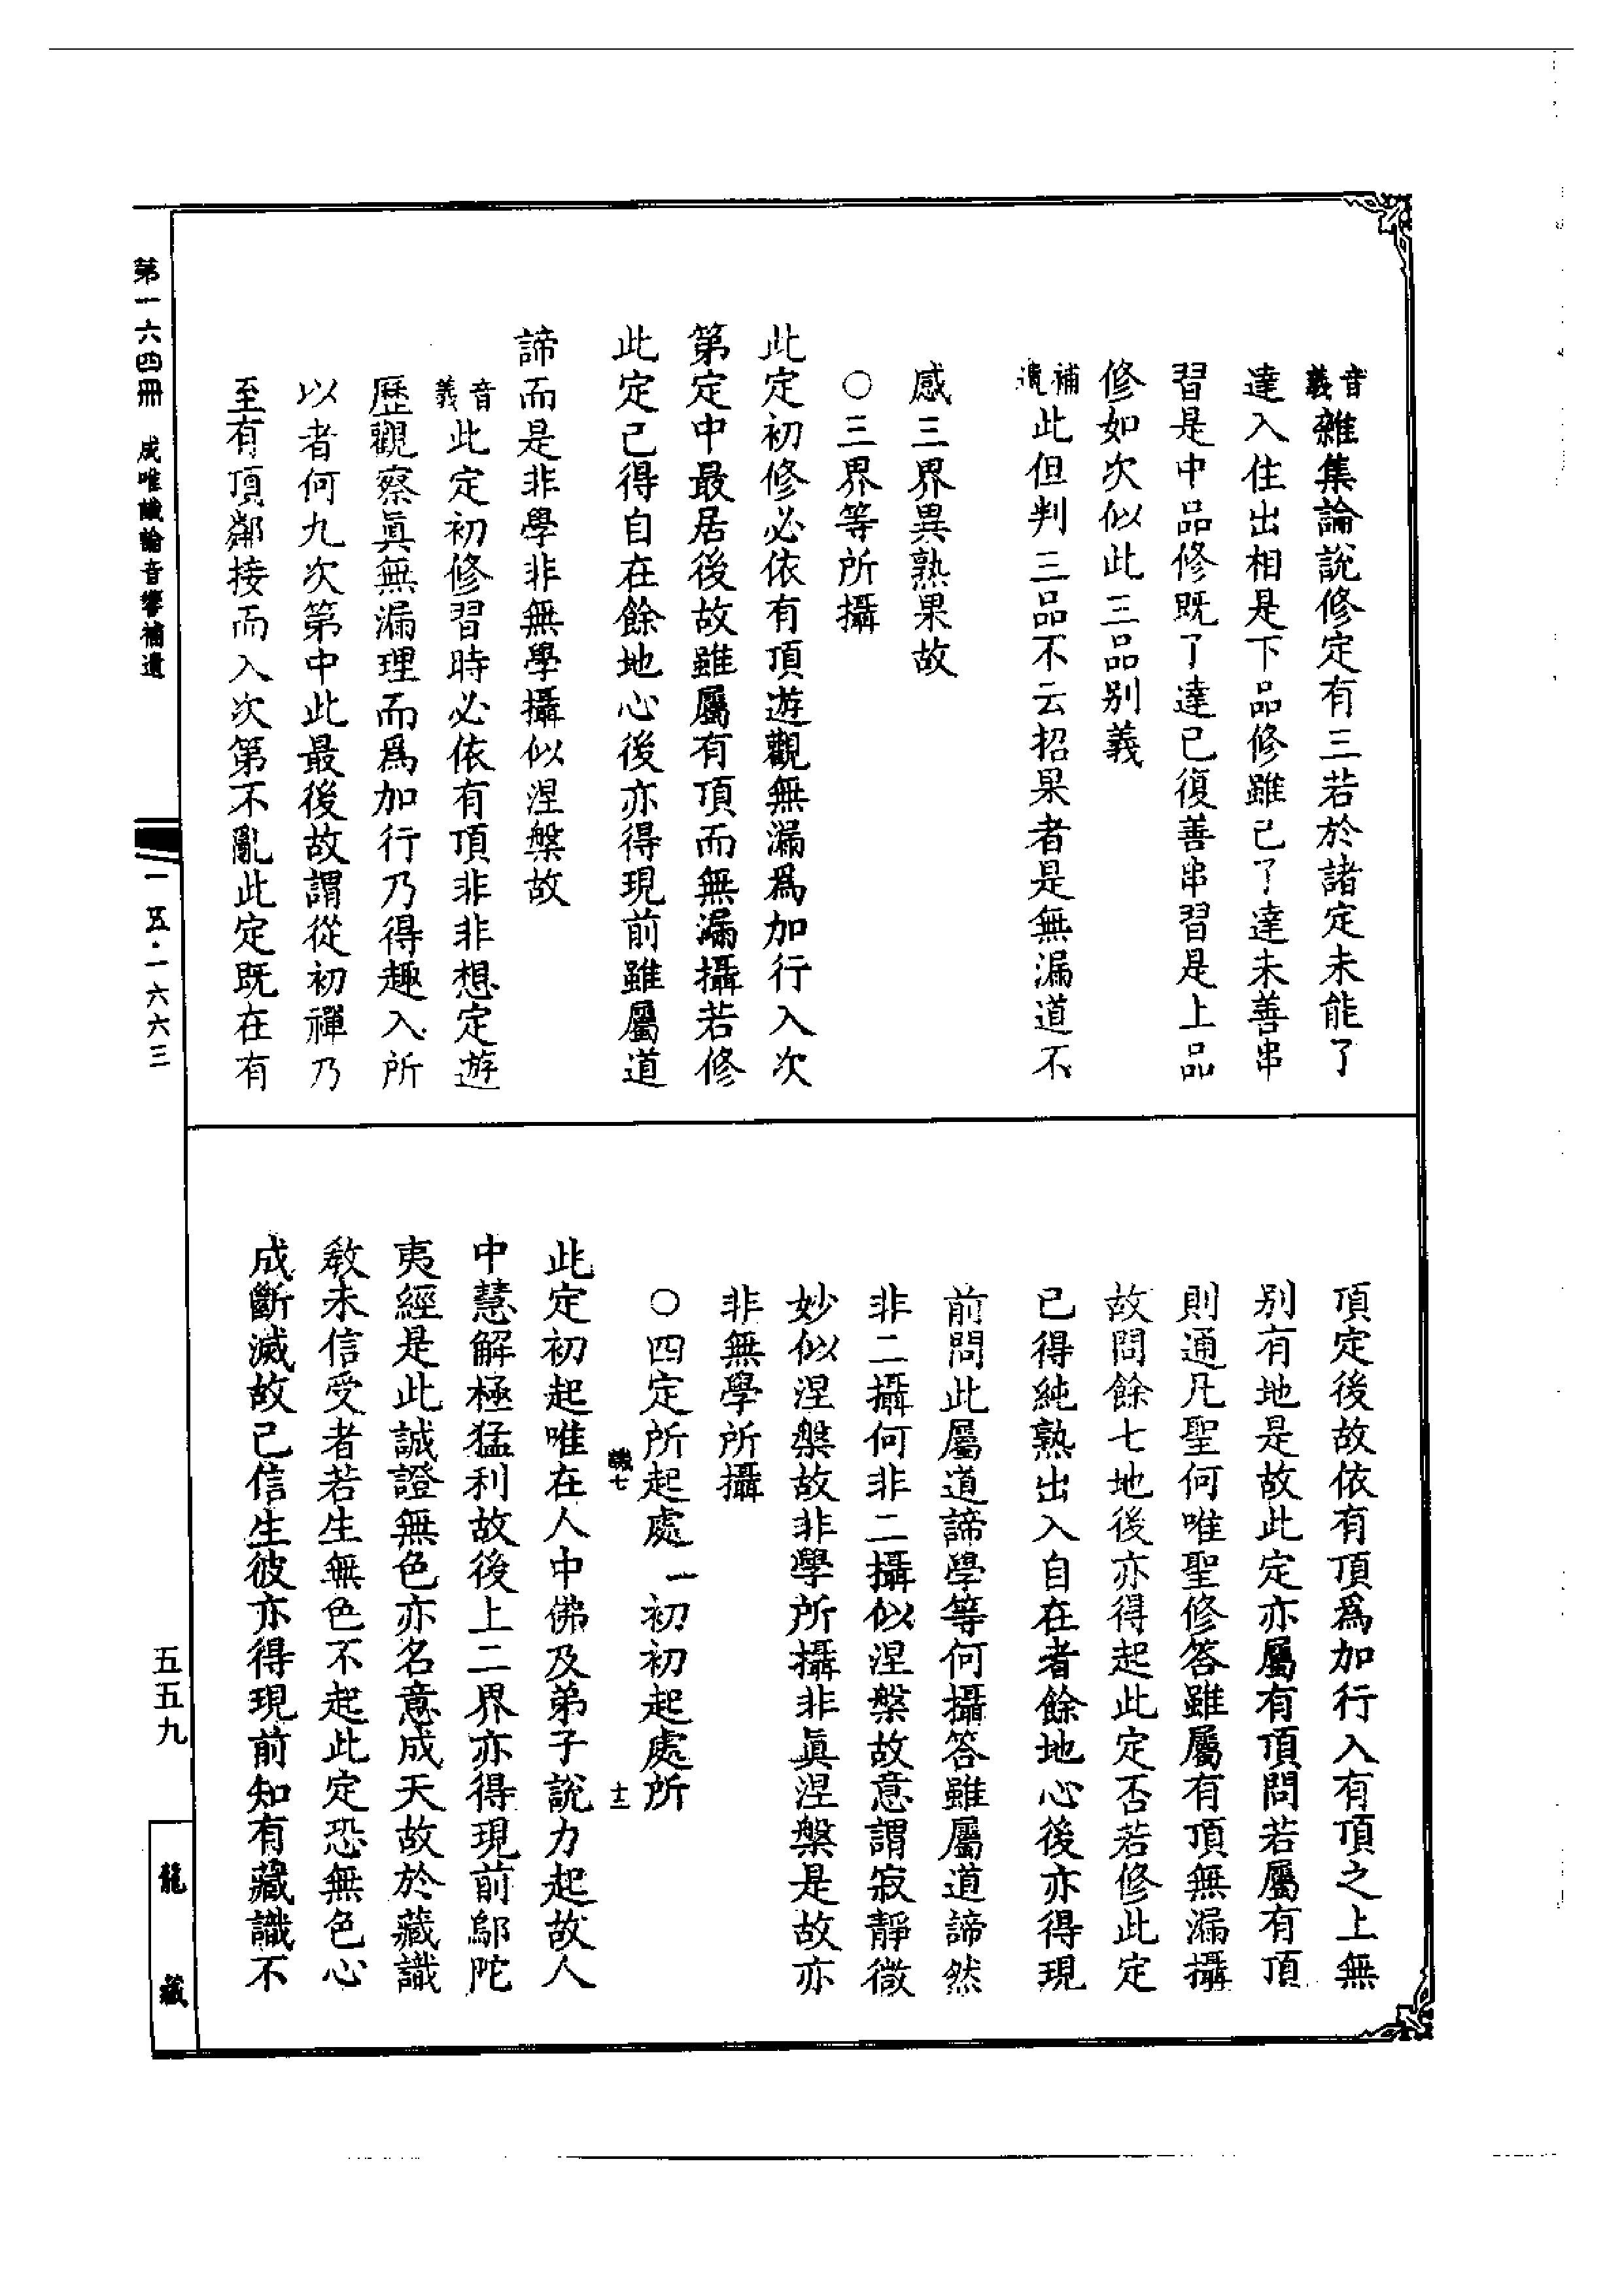 音義雜集論說修定有三若於諸定未能了
達入住出相是下品修雖已了達未善串
習是中品修既了達已復善串習是上品
修如次似此三品別義
補遺此但判三品不云招果者是無漏道不
感三界異熟果故
○三界等所攝
此定初修必依有頂遊觀無漏爲加行入次
第定中最居後故雖屬有頂而無漏攝若修
此定已得自在餘地心後亦得現前雖屬道
諦而是非學非無學攝似涅槃故
音義此定初修習時必依有頂非非想定遊
歷觀察眞無漏理而爲加行乃得趣入所
以者何九次第中此最後故謂從初禪乃
至有頂鄰接而入次第不亂此定既在有
頂定後故依有頂爲加行入有頂之上無
別有地是故此定亦屬有頂問若屬有頂
則通凡聖何唯聖修答雖屬有頂無漏攝
故問餘七地後亦得起此定否若修此定
已得純熟出入自在者餘地心後亦得現
前問此屬道諦學等何攝答雖屬道諦然
非二攝何非二攝似涅槃故意謂寂靜微
妙似涅槃故非學所攝非眞涅槃是故亦
非無學所攝
○四定所起處一初初起處所
識七 十三
此定初起唯在人中佛及弟子說力起故人
中慧解極猛利故後上二界亦得現前鄔陀
夷經是此誠證無色亦名意成天故於藏識
教未信受者若生無色不起此定恐無色心
成斷滅故已信生彼亦得現前知有藏識不
第一六四冊 成唯識論音響補遺
一五·一六六三
五五九
龍藏